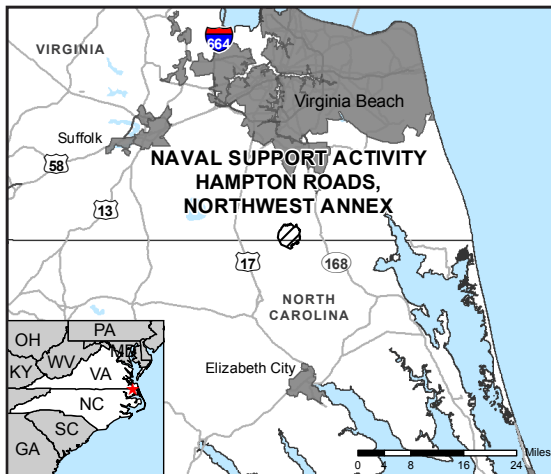 VIRGINIA
664
Virginia Beach
Suffolk
58
NAVAL SUPPORT ACTIVITY
HAMPTON ROADS,
NORTHWEST ANNEX
13
17
168
NORTH
CAROLINA
Elizabeth City
PA
OH
MD
WV
KY
VA
NC
SC
GA
Miles
0 4 8 16 24